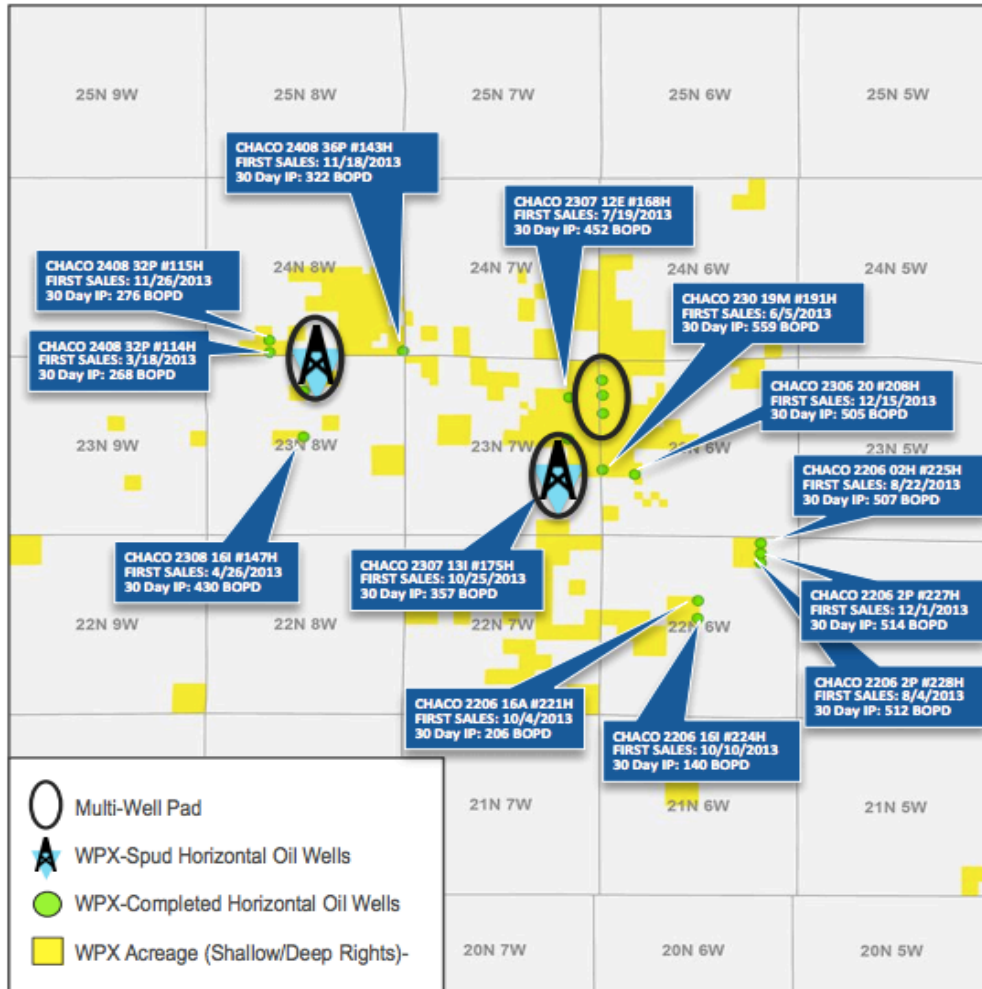 25N 9W
25N 8W
25N 7W
25N 6W
25N 5W
CHACO 2408 36P #143H
FIRST SALES: 11/18/2013
30 Day IP: 322 BOPD
CHACO 2307 12E #168H
FIRST SALES: 7/19/2013
30 Day IP: 452 BOPD
24N 8W
24N 7W
24N 6W
24N 5W
CHACO 2408 32P #115H
FIRST SALES: 11/26/2013
30 Day IP: 276 BOPD
CHACO 230 19M #191H
FIRST SALES: 6/5/2013
30 Day IP: 559 BOPD
CHACO 2408 32P #114H
FIRST SALES: 3/18/2013
30 Day IP: 268 BOPD
CHACO 2306 20 #208H
FIRST SALES: 12/15/2013
30 Day IP: 505 BOPD
23N 9W
23N 8W
23N 7W
23N 5W
CHACO 2206 02H #225H
FIRST SALES: 8/22/2013
30 Day IP: 507 BOPD
CHACO 2308 16I #147H
FIRST SALES: 4/26/2013
30 Day IP: 430 BOPD
CHACO 2307 13I #175H
FIRST SALES: 10/25/2013
30 Day IP: 357 BOPD
CHACO 2206 2P #227H
FIRST SALES: 12/1/2013
30 Day IP: 514 BOPD
22N 9W
22N 8W
22N 7W
22N 6W
CHACO 2206 2P #228H
FIRST SALES: 8/4/2013
30 Day IP: 512 BOPD
CHACO 2206 16A #221H
FIRST SALES: 10/4/2013
30 Day IP: 206 BOPD
CHACO 2206 16I #224H
FIRST SALES: 10/10/2013
30 Day IP: 140 BOPD
21N 7W
21N 6W
21N 5W
Multi-Well Pad
WPX-Spud Horizontal Oil Wells
WPX-Completed Horizontal Oil Wells
WPX Acreage (Shallow/Deep Rights)-
20N 7W
20N 6W
20N 5W